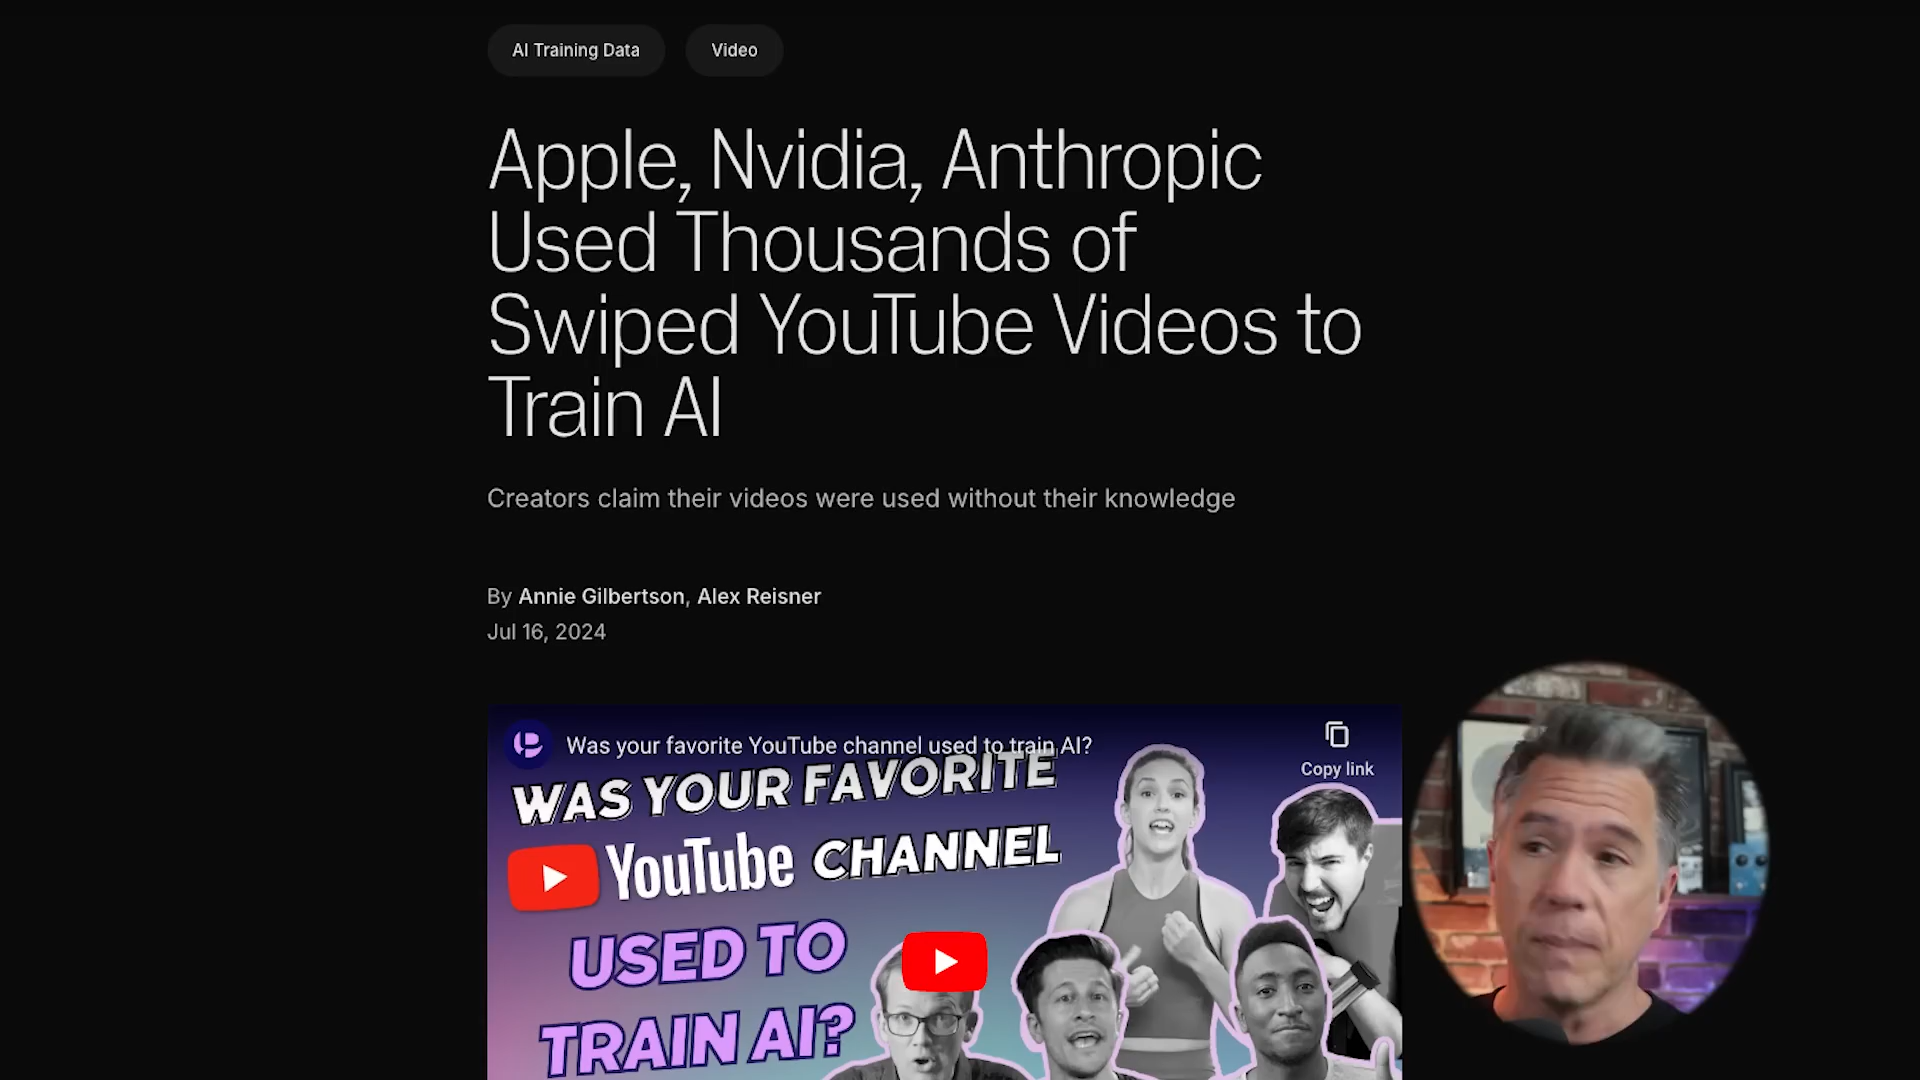 AI Training Data
Video
Apple, Nvidia, Anthropic
Used Thousands of
Swiped YouTube Videos to
Train AI
Creators claim their videos were used without their knowledge
By Annie Gilbertson, Alex Reisner
Jul 16, 2024
Was your favorite YouTube channel used to train AI?
Copy link
WAS YOUR FAVORITE
YouTube CHANNEL
USED TO
TRAIN AI?